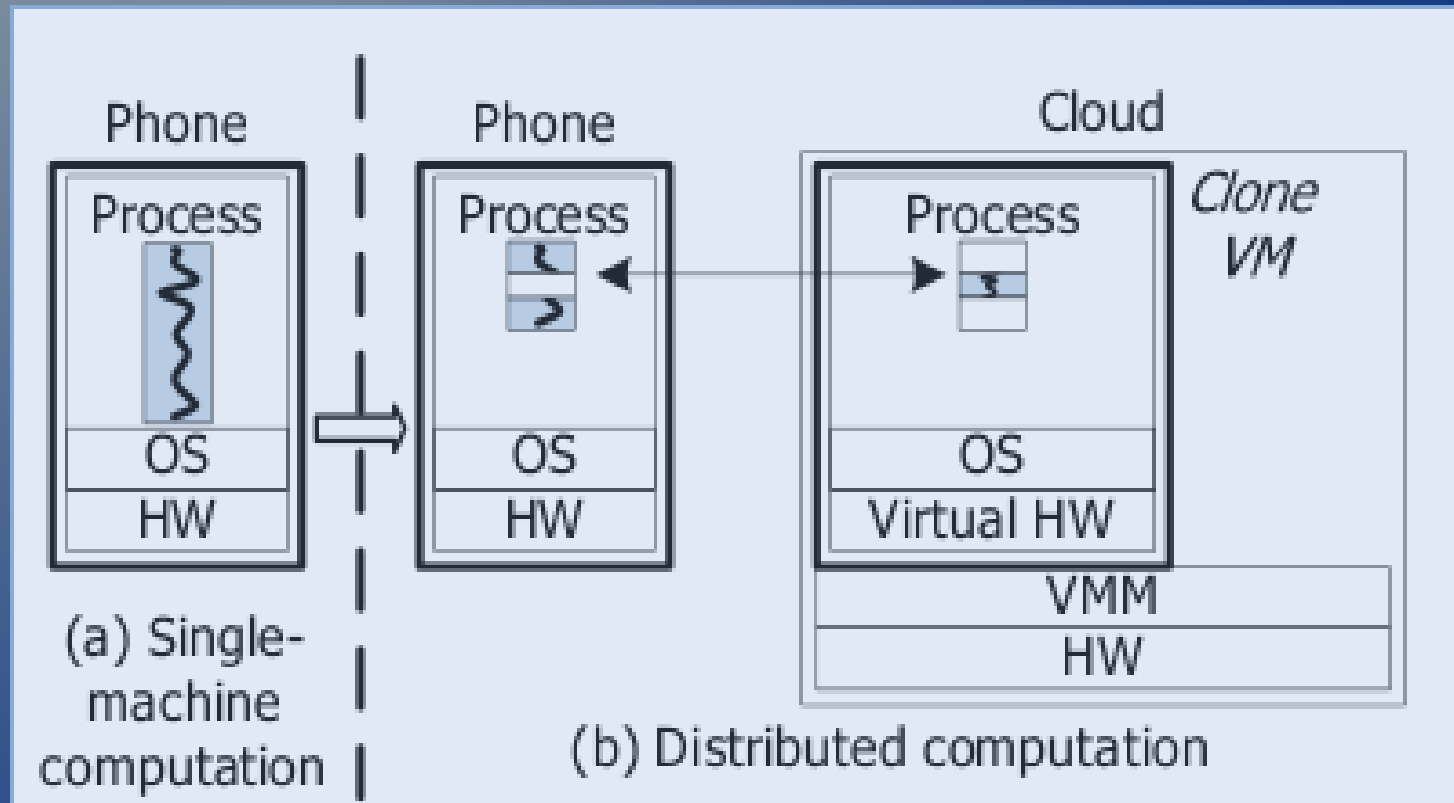 Phone
Process
OS
HW
(a) Single-
machine
computation
Phone
Process
OS
HW
Cloud
Clone
VM
Process
OS
Virtual HW
VMM
HW
(b) Distributed computation